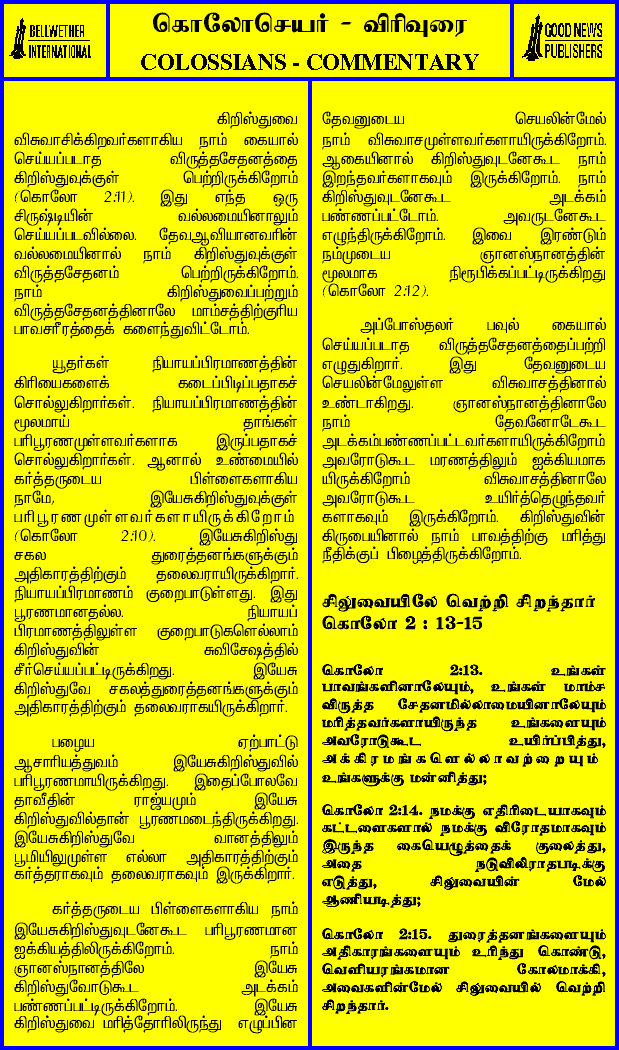 BELLWETHER
INTERNATIONAL
கொலோசெயர் - விரிவுரை
COLOSSIANS - COMMENTARY
GOOD NEWS
PUBLISHERS
கிறிஸ்துவை
விசுவாசிக்கிறவர்களாகிய நாம் கையால்
செய்யப்படாத விருத்தசேதனத்தை
கிறிஸ்துவுக்குள் பெற்றிருக்கிறோம்
(கொலோ 2:11). இது எந்த ஒரு
சிருஷ்டியின் வல்லமையினாலும்
செய்யப்படவில்லை. தேவஆவியானவரின்
வல்லமையினால் நாம் கிறிஸ்துவுக்குள்
விருத்தசேதனம் பெற்றிருக்கிறோம்.
நாம் கிறிஸ்துவைப்பற்றும்
விருத்தசேதனத்தினாலே மாம்சத்திற்குரிய
பாவசரீரத்தைக் களைந்துவிட்டோம்.
யூதர்கள் நியாயப்பிரமாணத்தின்
கிரியைகளைக் கடைப்பிடிப்பதாகச்
சொல்லுகிறார்கள். நியாயப்பிரமாணத்தின்
மூலமாய் தாங்கள்
பரிபூரணமுள்ளவர்களாக இருப்பதாகச்
சொல்லுகிறார்கள். ஆனால் உண்மையில்
கர்த்தருடைய பிள்ளைகளாகிய
நாமே, இயேசுகிறிஸ்துவுக்குள்
பரிபூரணமுள்ளவர்களாயிருக்கிறோம்
(கொலோ 2:10). இயேசுகிறிஸ்து
சகல துரைத்தனங்களுக்கும்
அதிகாரத்திற்கும் தலைவராயிருக்கிறார்.
நியாயப்பிரமாணம் குறைபாடுள்ளது. இது
பூரணமானதல்ல. நியாயப்
பிரமாணத்திலுள்ள குறைபாடுகளெல்லாம்
கிறிஸ்துவின் சுவிசேஷத்தில்
சீர்செய்யப்பட்டிருக்கிறது. இயேசு
கிறிஸ்துவே சகலத்துரைத்தனங்களுக்கும்
அதிகாரத்திற்கும் தலைவராகயிருக்கிறார்.
பழைய ஏற்பாட்டு
ஆசாரியத்துவம் இயேசுகிறிஸ்துவில்
பரிபூரணமாயிருக்கிறது. இதைப்போலவே
தாவீதின் ராஜ்யமும் இயேசு
கிறிஸ்துவில்தான் பூரணமடைந்திருக்கிறது.
இயேசுகிறிஸ்துவே வானத்திலும்
பூமியிலுமுள்ள எல்லா அதிகாரத்திற்கும்
கர்த்தராகவும் தலைவராகவும் இருக்கிறார்.
கர்த்தருடைய பிள்ளைகளாகிய நாம்
இயேசுகிறிஸ்துவுடனேகூட பரிபூரணமான
ஐக்கியத்திலிருக்கிறோம். நாம்
ஞானஸ்நானத்திலே இயேசு
கிறிஸ்துவோடுகூட அடக்கம்
பண்ணப்பட்டிருக்கிறோம். இயேசு
கிறிஸ்துவை மரித்தோரிலிருந்து எழுப்பின
தேவனுடைய செயலின்மேல்
நாம் விசுவாசமுள்ளவர்களாயிருக்கிறோம்.
ஆகையினால் கிறிஸ்துவுடனேகூட நாம்
இறந்தவர்களாகவும் இருக்கிறோம். நாம்
கிறிஸ்துவுடனேகூட அடக்கம்
பண்ணப்பட்டோம். அவருடனேகூட
எழுந்திருக்கிறோம். இவை இரண்டும்
நம்முடைய ஞானஸ்நானத்தின்
மூலமாக நிரூபிக்கப்பட்டிருக்கிறது
(கொலோ 2:12).
அப்போஸ்தலர் பவுல் கையால்
செய்யப்படாத விருத்தசேதனத்தைப்பற்றி
எழுதுகிறார். இது தேவனுடைய
செயலின்மேலுள்ள விசுவாசத்தினால்
உண்டாகிறது. ஞானஸ்நானத்தினாலே
நாம் தேவனோடேகூட
அடக்கம்பண்ணப்பட்டவர்களாயிருக்கிறோம்
அவரோடுகூட மரணத்திலும் ஐக்கியமாக
யிருக்கிறோம் விசுவாசத்தினாலே
அவரோடுகூட உயிர்த்தெழுந்தவர்
களாகவும் இருக்கிறோம். கிறிஸ்துவின்
கிருபையினால் நாம் பாவத்திற்கு மரித்து
நீதிக்குப் பிழைத்திருக்கிறோம்.
சிலுவையிலே வெற்றி சிறந்தார்
கொலோ 2 : 13-15
கொலோ 2:13. உங்கள்
பாவங்களினாலேயும், உங்கள் மாம்ச
விருத்த சேதனமில்லாமையினாலேயும்
மரித்தவர்களாயிருந்த உங்களையும்
அவரோடுகூட உயிர்ப்பித்து,
அக்கிரமங்களெல்லாவற்றையும்
உங்களுக்கு மன்னித்து;
கொலோ 2:14. நமக்கு எதிரிடையாகவும்
கட்டளைகளால் நமக்கு விரோதமாகவும்
இருந்த கையெழுத்தைக் குலைத்து,
அதை நடுவிலிராதபடிக்கு
எடுத்து, சிலுவையின் மேல்
ஆணியடித்து;
கொலோ 2:15. துரைத்தனங்களையும்
அதிகாரங்களையும் உரிந்து கொண்டு,
வெளியரங்கமான கோலமாக்கி,
அவைகளின்மேல் சிலுவையில் வெற்றி
சிறந்தார்.